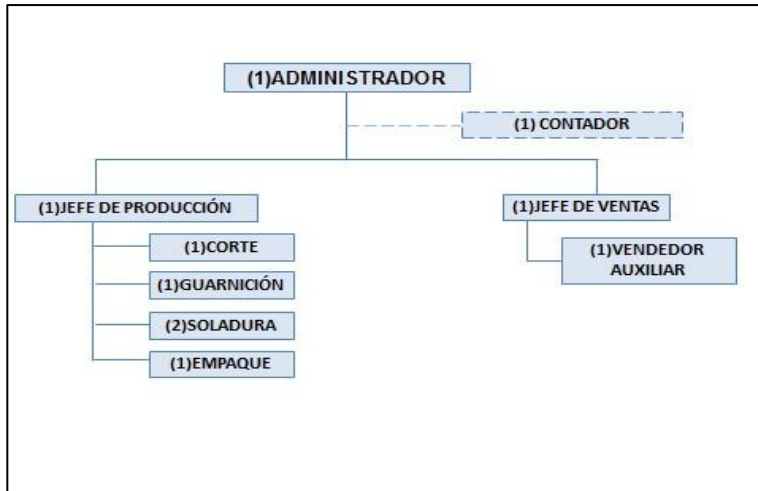 (1)ADMINISTRADOR
(1) CONTADOR
(1)JEFE DE PRODUCCIÓN
(1)JEFE DE VENTAS
(1)CORTE
(1)VENDEDOR
AUXILIAR
(1)GUARNICIÓN
(2)SOLADURA
(1)EMPAQUE